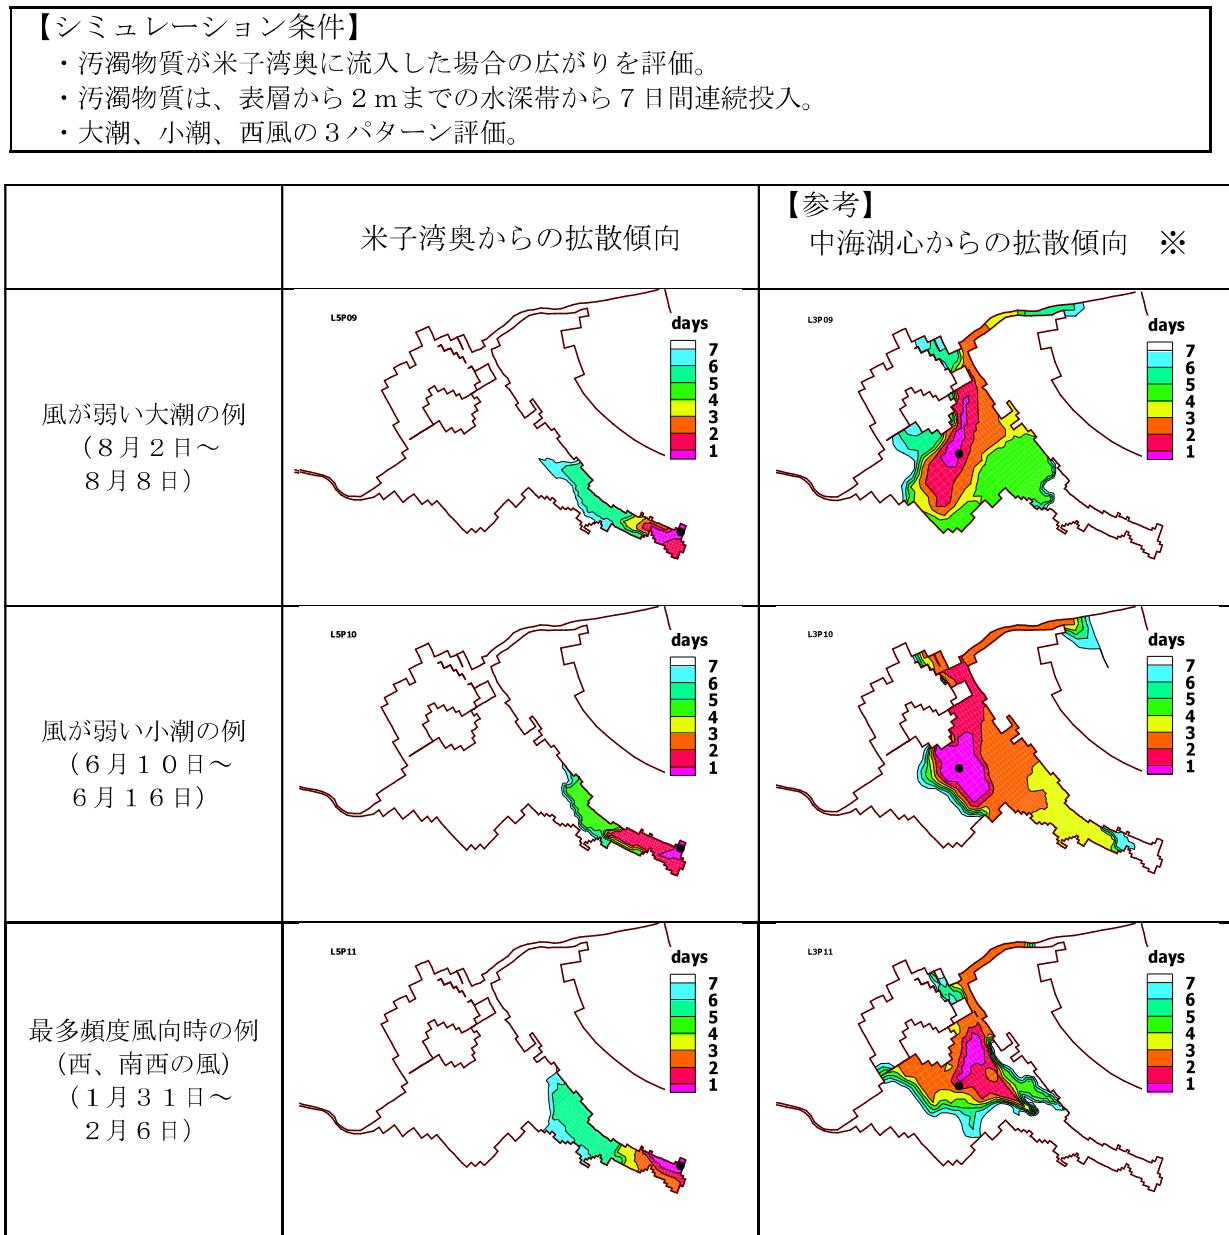 【シミュレーション条件】
・汚濁物質が米子湾奥に流入した場合の広がりを評価。
・汚濁物質は、表層から２ｍまでの水深帯から７日間連続投入。
・大潮、小潮、西風の３パターン評価。
米子湾奥からの拡散傾向
【参考】
中海湖心からの拡散傾向　※
風が弱い大潮の例
（８月２日～
８月８日）
L5P09
days
7
6
5
4
3
2
1
L3P09
days
7
6
5
4
3
2
1
風が弱い小潮の例
（６月１０日～
６月１６日）
L5P10
days
7
6
5
4
3
2
1
L3P10
days
7
6
5
4
3
2
1
最多頻度風向時の例
（西、南西の風）
（１月３１日～
２月６日）
L5P11
days
7
6
5
4
3
2
1
L3P11
days
7
6
5
4
3
2
1